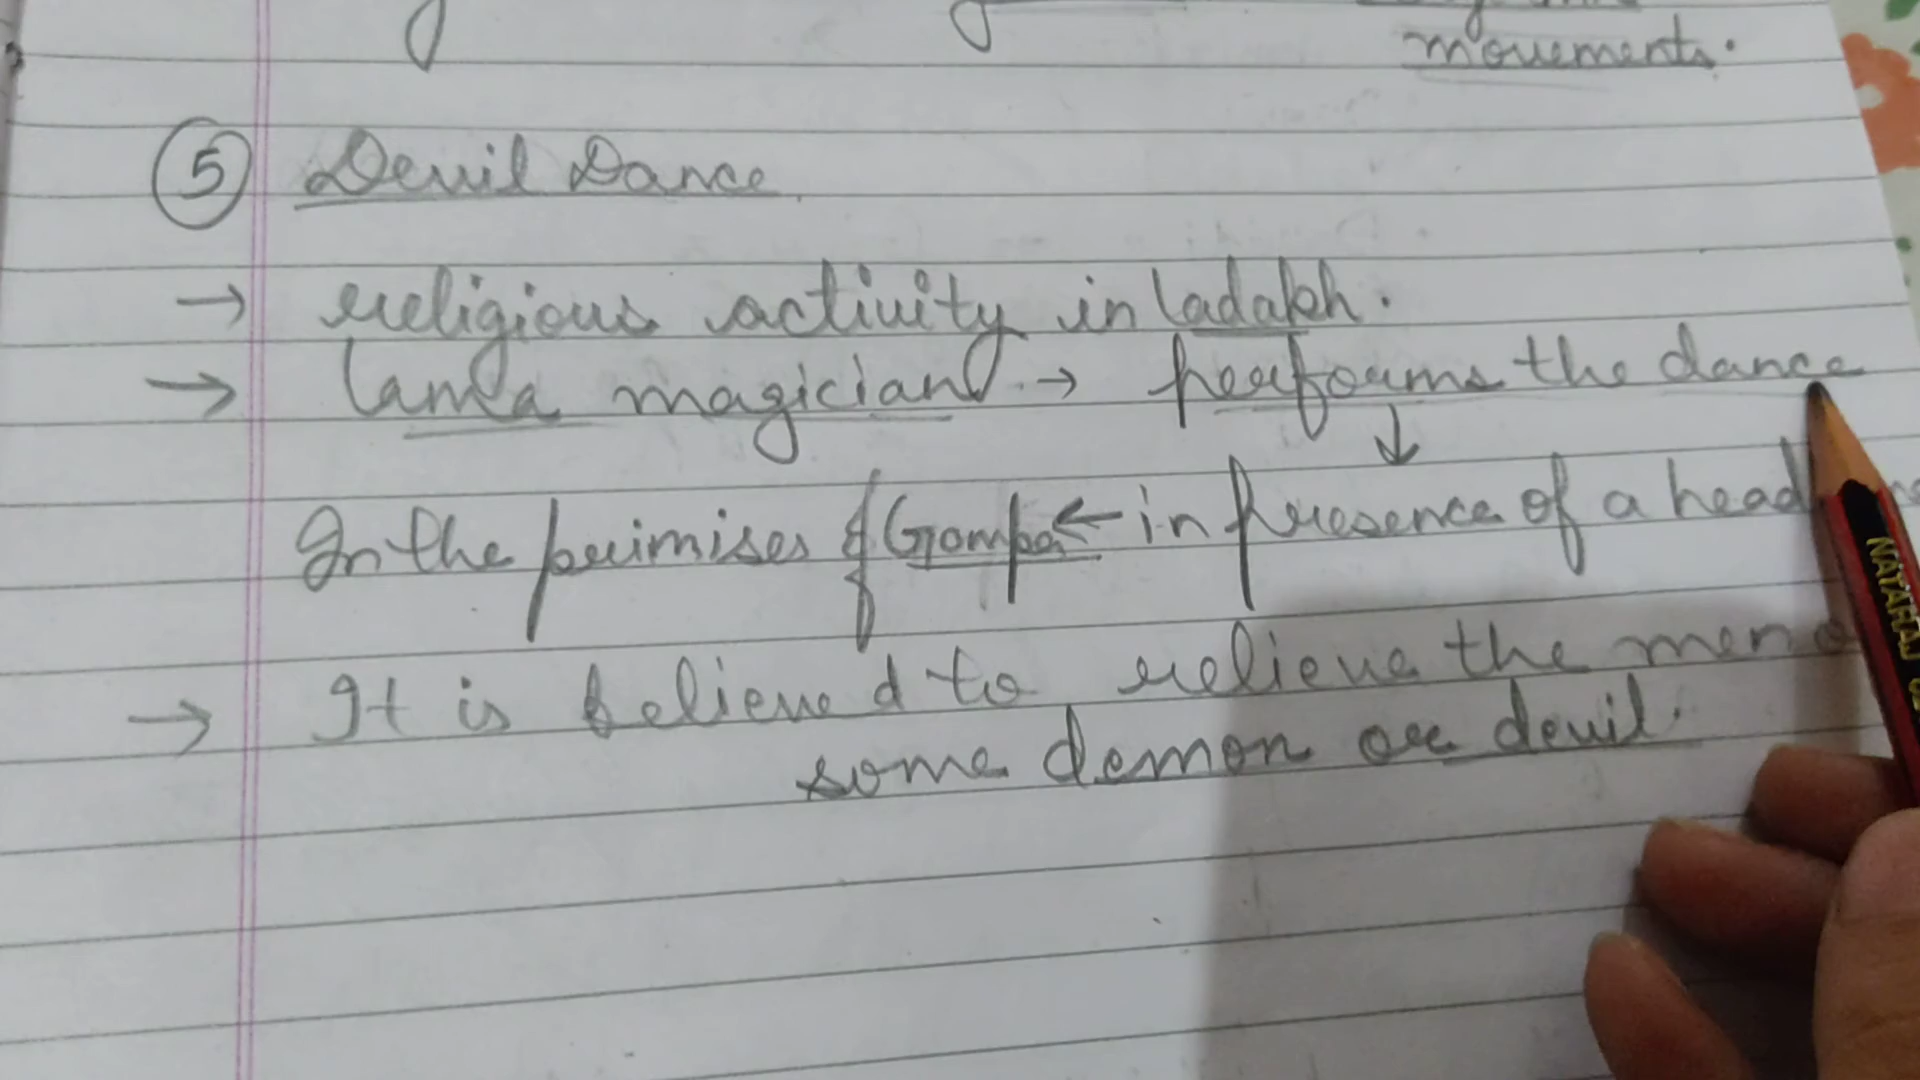 movements.
⑤ Devil Dance
→ religious activity in ladakh.
→ lama magician → performs the dance
↓
In the primises of Gompa ← in presence of a head
→ It is believed to relieve the
some demon or devil.
NATARAJ